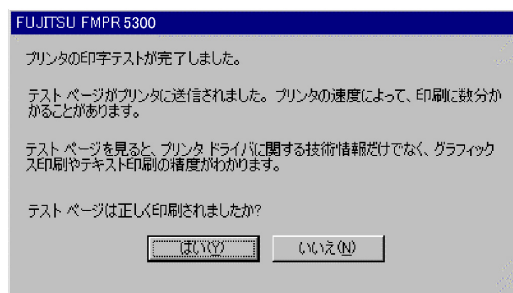 FUJITSU FMPR 5300
プリンタの印字テストが完了しました。
テスト ページがプリンタに送信されました。プリンタの速度によって、印刷に数分か
かることがあります。
テスト ページを見ると、プリンタ ドライバに関する技術情報だけでなく、グラフィック
ス印刷やテキスト印刷の精度がわかります。
テスト ページは正しく印刷されましたか?
はい(Y) いいえ(N)